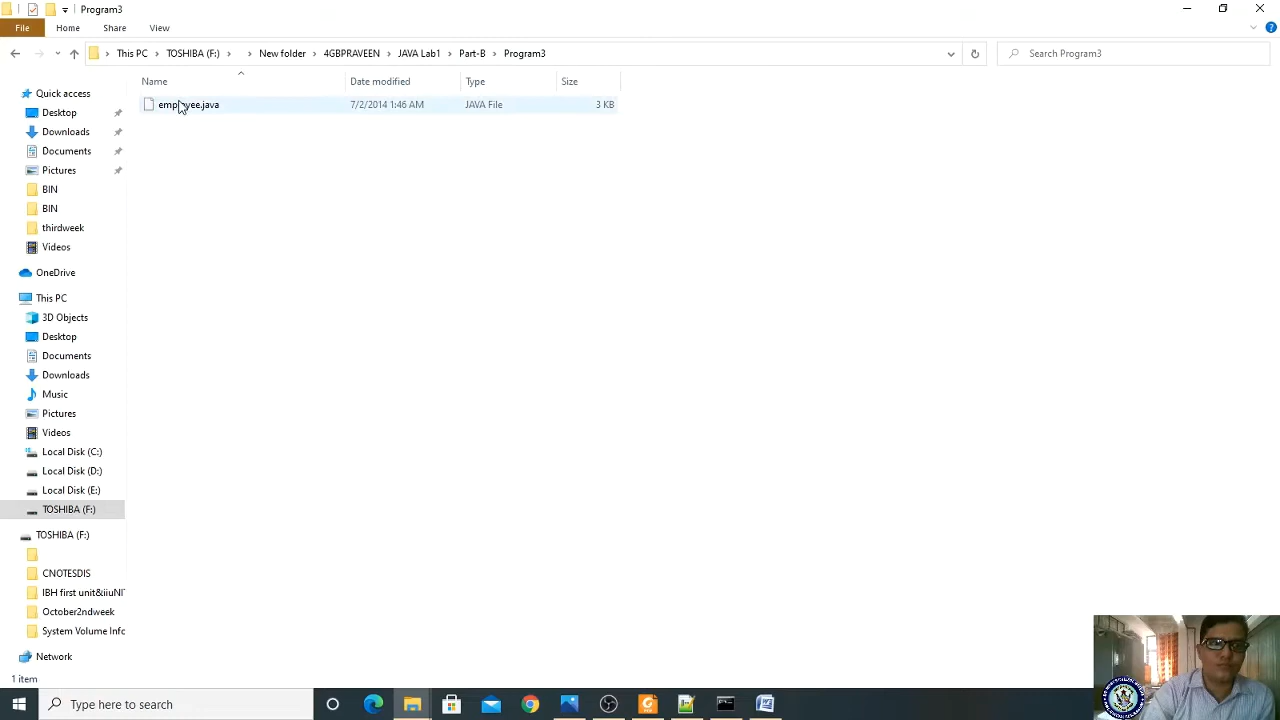 Program3
File Home Share View
This PC TOSHIBA (F:) New folder 4GBPRAVEEN JAVA Lab1 Part-B Program3 Search Program3
Name Date modified Type Size
employee.java 7/2/2014 1:46 AM JAVA File 3 KB
Quick access
Desktop
Downloads
Documents
Pictures
BIN
BIN
thirdweek
Videos
OneDrive
This PC
3D Objects
Desktop
Documents
Downloads
Music
Pictures
Videos
Local Disk (C:)
Local Disk (D:)
Local Disk (E:)
TOSHIBA (F:)
TOSHIBA (F:)
CNOTESDIS
IBH first unit&iiiuNIT
October2ndweek
System Volume Info
Network
1 item
Type here to search